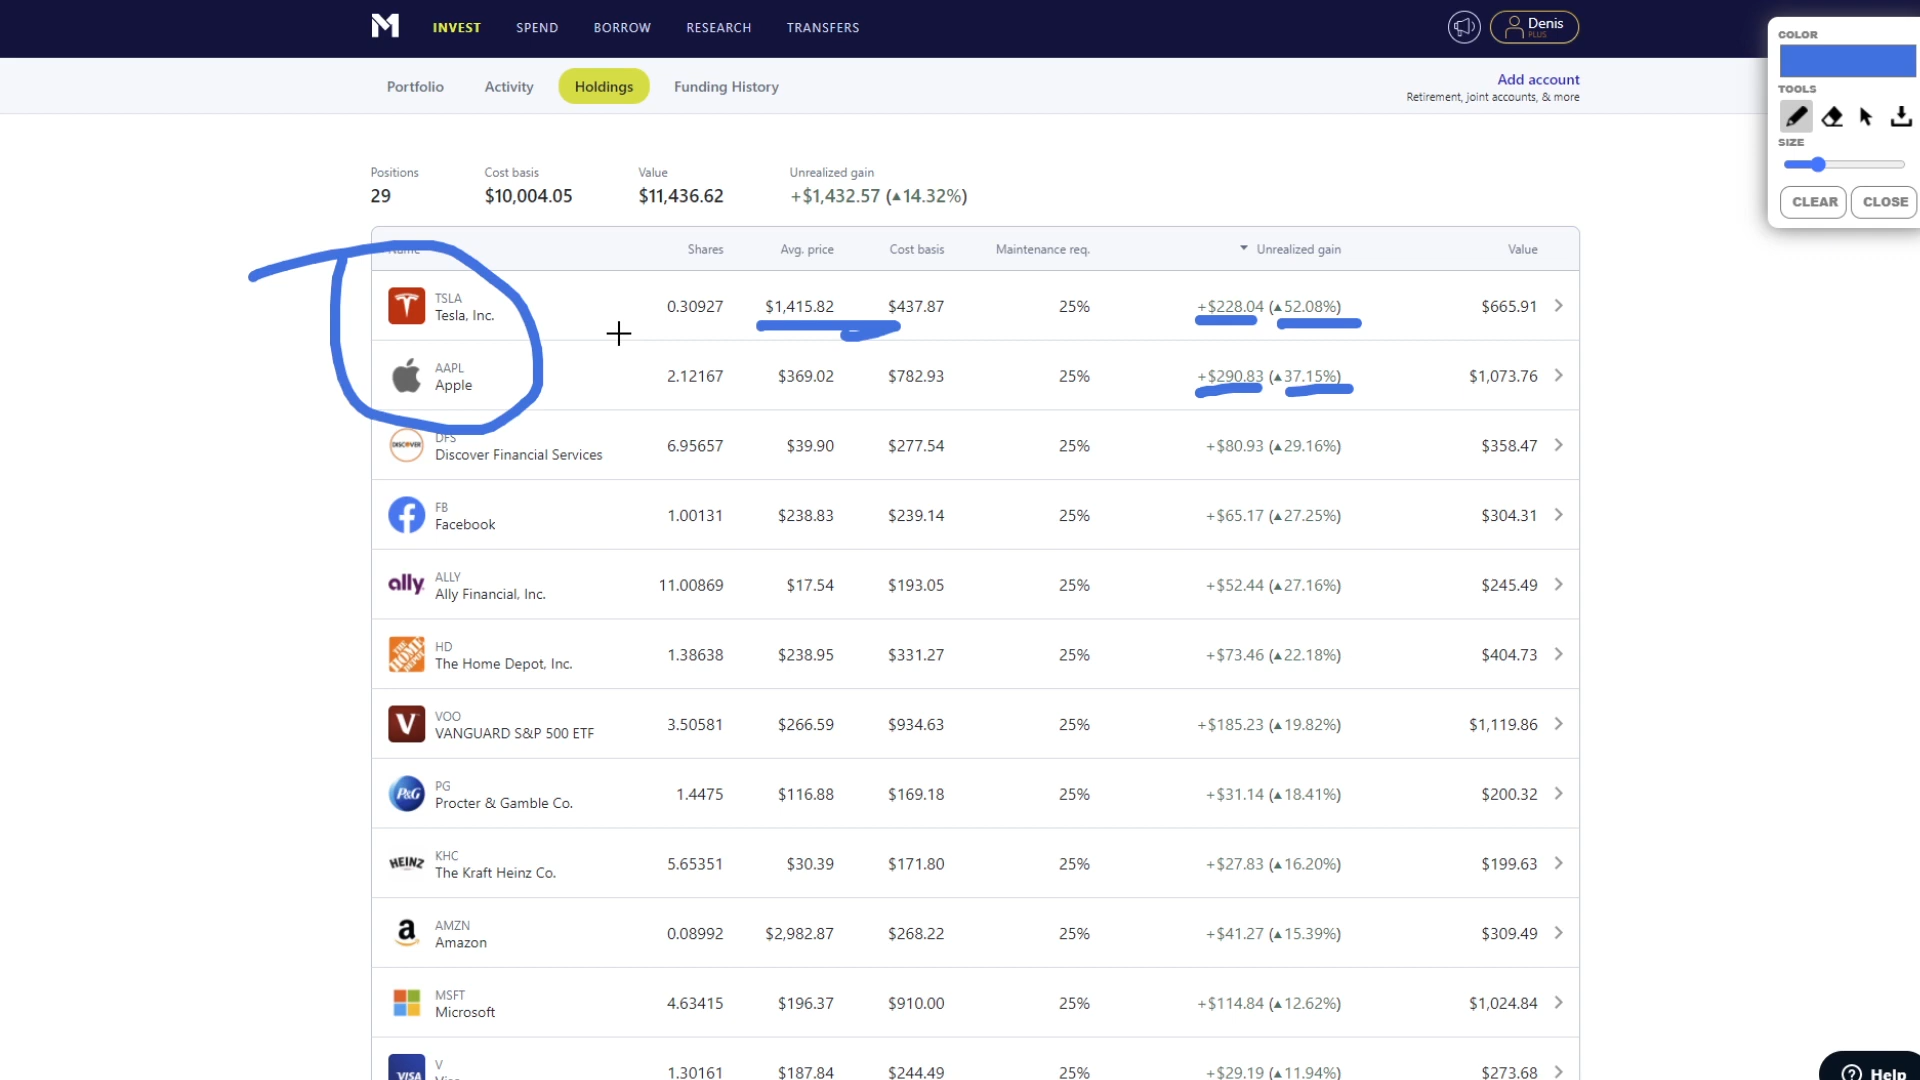 INVEST SPEND BORROW RESEARCH TRANSFERS Denis
PLUS
Portfolio Activity Holdings Funding History Add account
Retirement, joint accounts, & more
COLOR
TOOLS
SIZE
CLEAR CLOSE
Positions Cost basis Value Unrealized gain
29 $10,004.05 $11,436.62 +$1,432.57 (▲14.32%)
Name Shares Avg. price Cost basis Maintenance req. ▼ Unrealized gain Value
TSLA
Tesla, Inc. 0.30927 $1,415.82 $437.87 25% +$228.04 (▲52.08%) $665.91
AAPL
Apple 2.12167 $369.02 $782.93 25% +$290.83 (▲37.15%) $1,073.76
DISCOVER
DFS
Discover Financial Services 6.95657 $39.90 $277.54 25% +$80.93 (▲29.16%) $358.47
FB
Facebook 1.00131 $238.83 $239.14 25% +$65.17 (▲27.25%) $304.31
ally
ALLY
Ally Financial, Inc. 11.00869 $17.54 $193.05 25% +$52.44 (▲27.16%) $245.49
THE HOME DEPOT
HD
The Home Depot, Inc. 1.38638 $238.95 $331.27 25% +$73.46 (▲22.18%) $404.73
V
VOO
VANGUARD S&P 500 ETF 3.50581 $266.59 $934.63 25% +$185.23 (▲19.82%) $1,119.86
P&G
PG
Procter & Gamble Co. 1.4475 $116.88 $169.18 25% +$31.14 (▲18.41%) $200.32
HEINZ
KHC
The Kraft Heinz Co. 5.65351 $30.39 $171.80 25% +$27.83 (▲16.20%) $199.63
a
AMZN
Amazon 0.08992 $2,982.87 $268.22 25% +$41.27 (▲15.39%) $309.49
MSFT
Microsoft 4.63415 $196.37 $910.00 25% +$114.84 (▲12.62%) $1,024.84
VISA
V
1.30161 $187.84 $244.49 25% +$29.19 (▲11.94%) $273.68
Help